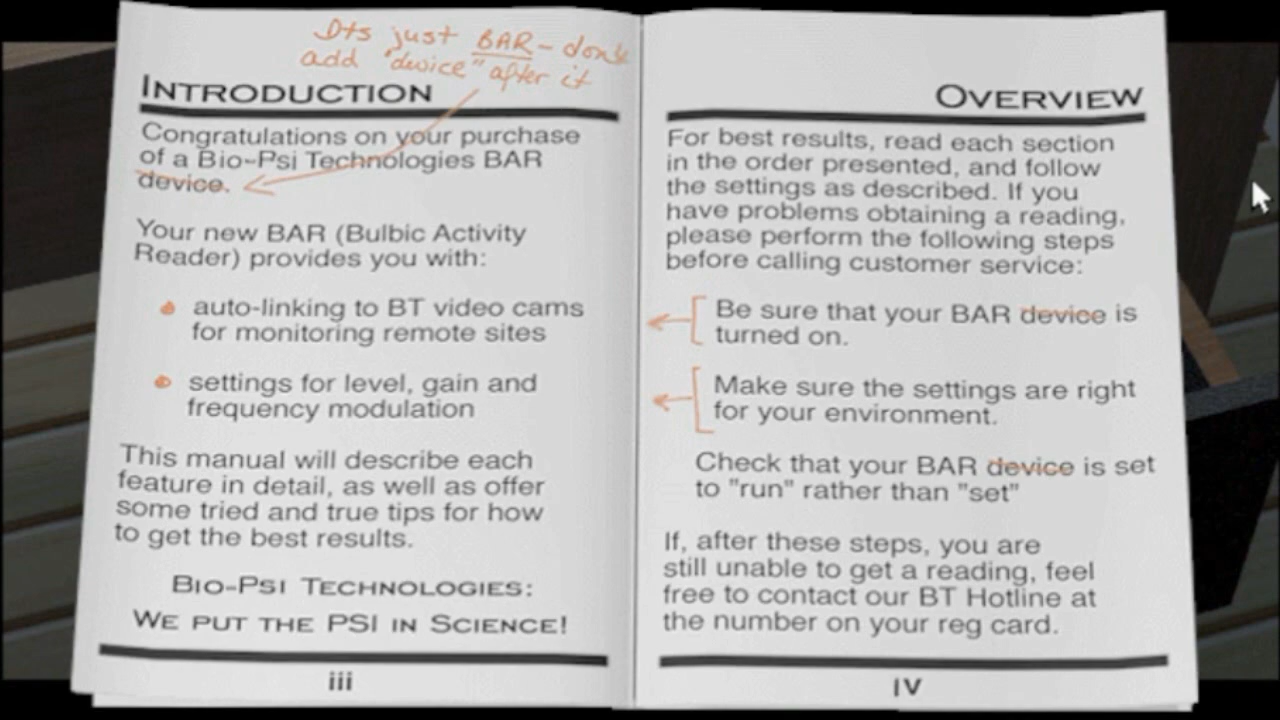 Its just BAR - don't
add "device" after it
INTRODUCTION
Congratulations on your purchase
of a Bio-Psi Technologies BAR
device.
Your new BAR (Bulbic Activity
Reader) provides you with:
auto-linking to BT video cams
for monitoring remote sites
settings for level, gain and
frequency modulation
This manual will describe each
feature in detail, as well as offer
some tried and true tips for how
to get the best results.
BIO-PSI TECHNOLOGIES:
WE PUT THE PSI IN SCIENCE!
iii
OVERVIEW
For best results, read each section
in the order presented, and follow
the settings as described. If you
have problems obtaining a reading,
please perform the following steps
before calling customer service:
Be sure that your BAR device is
turned on.
Make sure the settings are right
for your environment.
Check that your BAR device is set
to "run" rather than "set"
If, after these steps, you are
still unable to get a reading, feel
free to contact our BT Hotline at
the number on your reg card.
iv